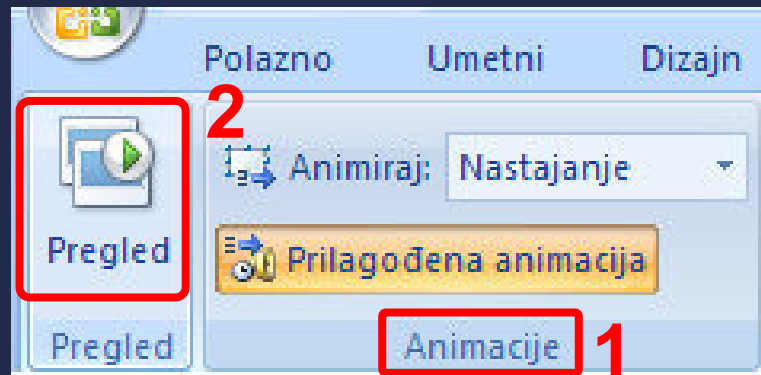 Polazno Umetni Dizajn
2
Animiraj: Nastajanje
Pregled
Prilagođena animacija
Pregled Animacije 1